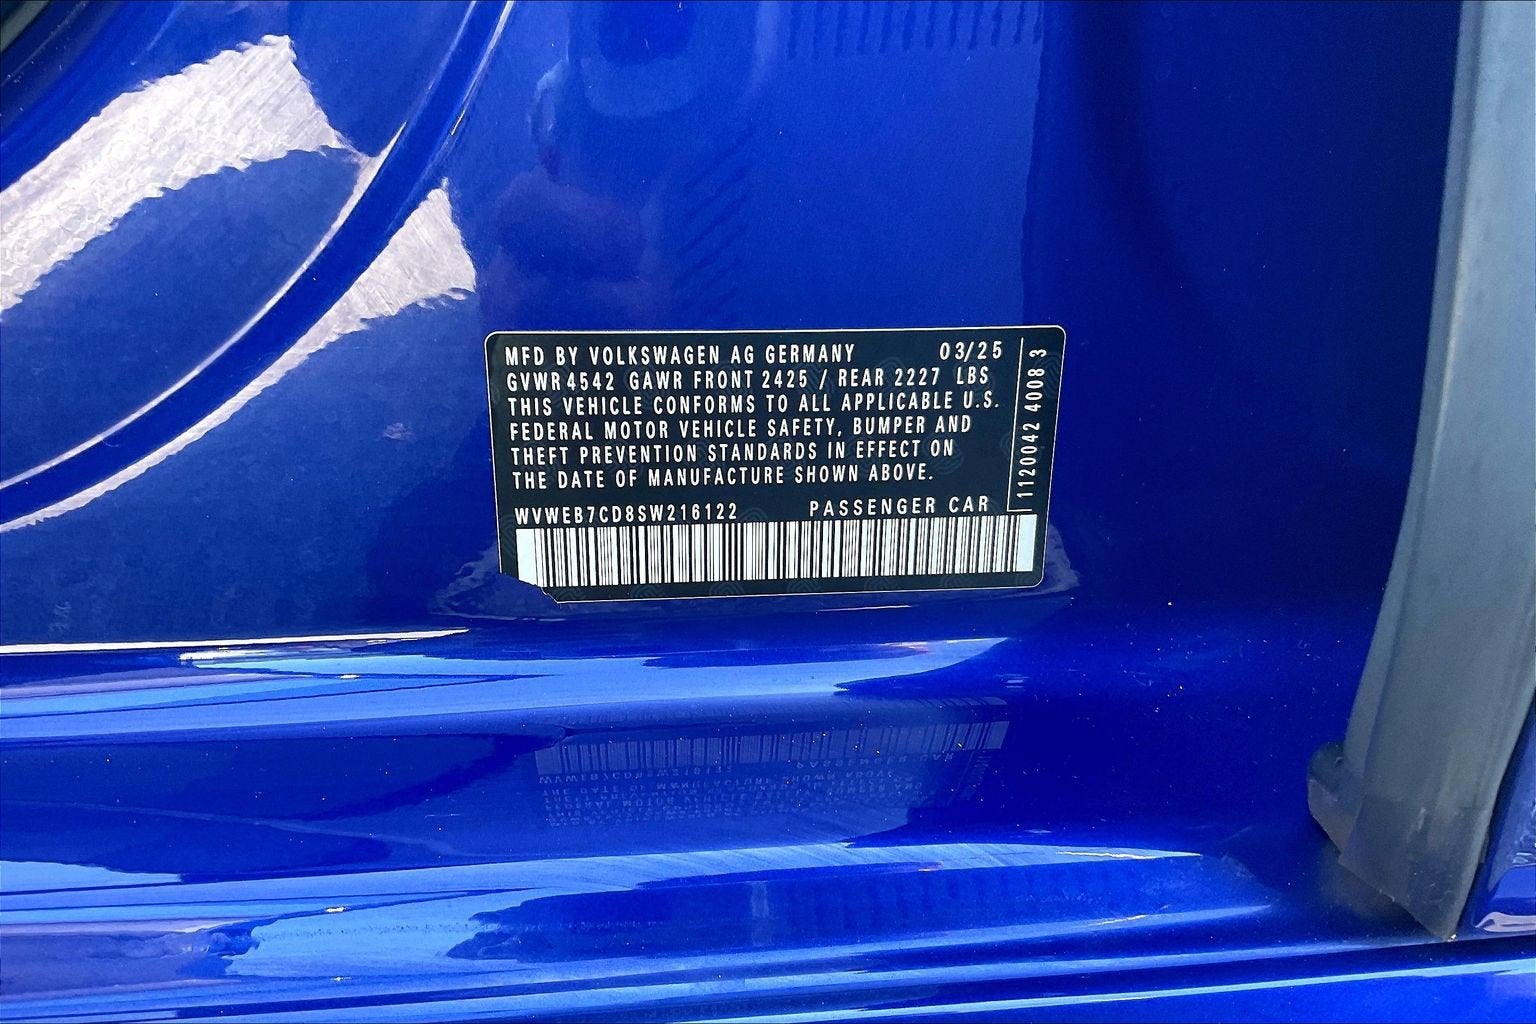 MFD BY VOLKSWAGEN AG GERMANY 03/25
GVWR 4542 GAWR FRONT 2425 / REAR 2227 LBS
THIS VEHICLE CONFORMS TO ALL APPLICABLE U.S.
FEDERAL MOTOR VEHICLE SAFETY, BUMPER AND
THEFT PREVENTION STANDARDS IN EFFECT ON
THE DATE OF MANUFACTURE SHOWN ABOVE.
WVWEB7CD8SW216122 PASSENGER CAR
1120042 4008 3